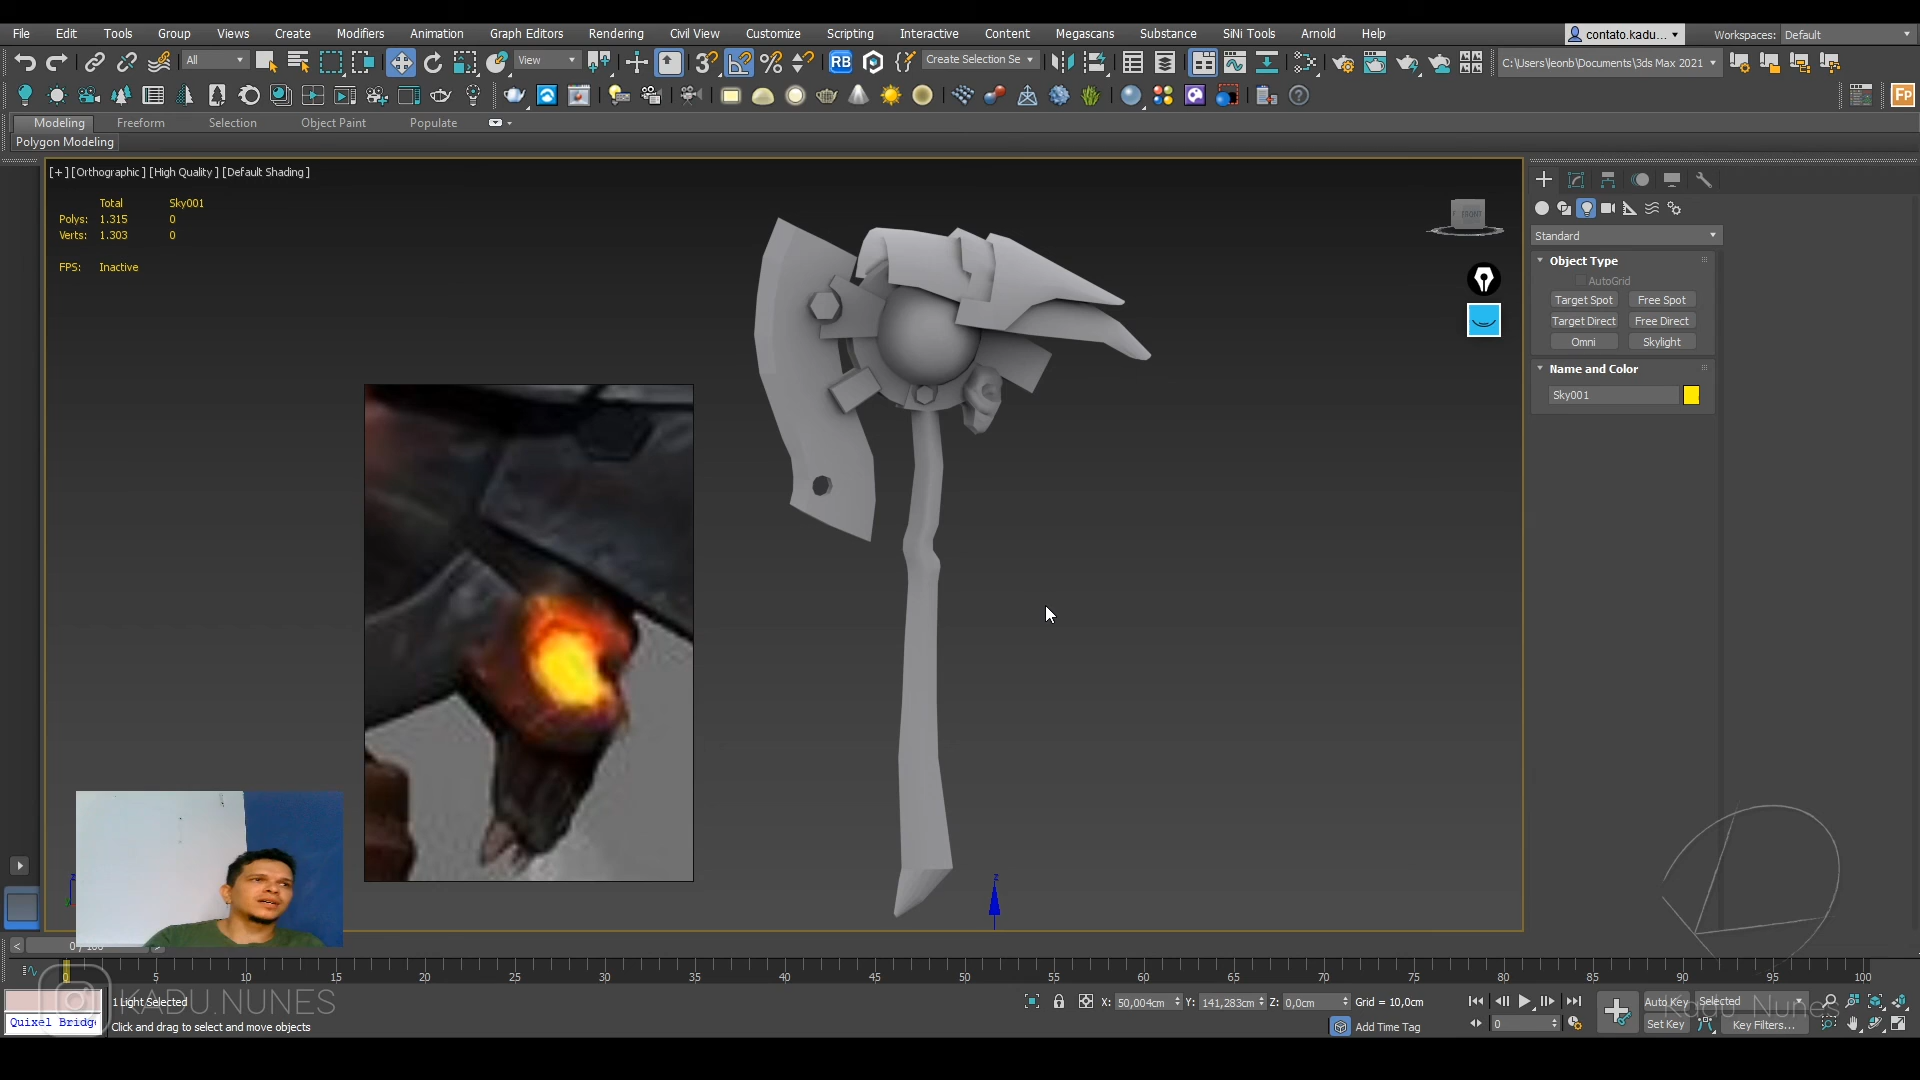 File Edit Tools Group Views Create Modifiers Animation Graph Editors Rendering Civil View Customize Scripting Interactive Content Megascans Substance SiNi Tools Arnold Help contato.kadu... Workspaces: Default
All View Create Selection Se C:\Users\leonb\Documents\3ds Max 2021
Modeling Freeform Selection Object Paint Populate
Polygon Modeling
[+] [Orthographic ] [High Quality ] [Default Shading ]
Total Sky001
Polys: 1.315 0
Verts: 1.303 0
FPS: Inactive
FRONT
Standard
Object Type
AutoGrid
Target Spot Free Spot
Target Direct Free Direct
Omni Skylight
Name and Color
Sky001
0 / 100
0 5 10 15 20 25 30 35 40 45 50 55 60 65 70 75 80 85 90 95 100
KADU.NUNES
1 Light Selected
X: 50,004cm Y: 141,283cm Z: 0,0cm Grid = 10,0cm
Auto Key Selected
Kadu_Nunes
Quixel Bridg
Click and drag to select and move objects
Add Time Tag
0
Set Key Key Filters...